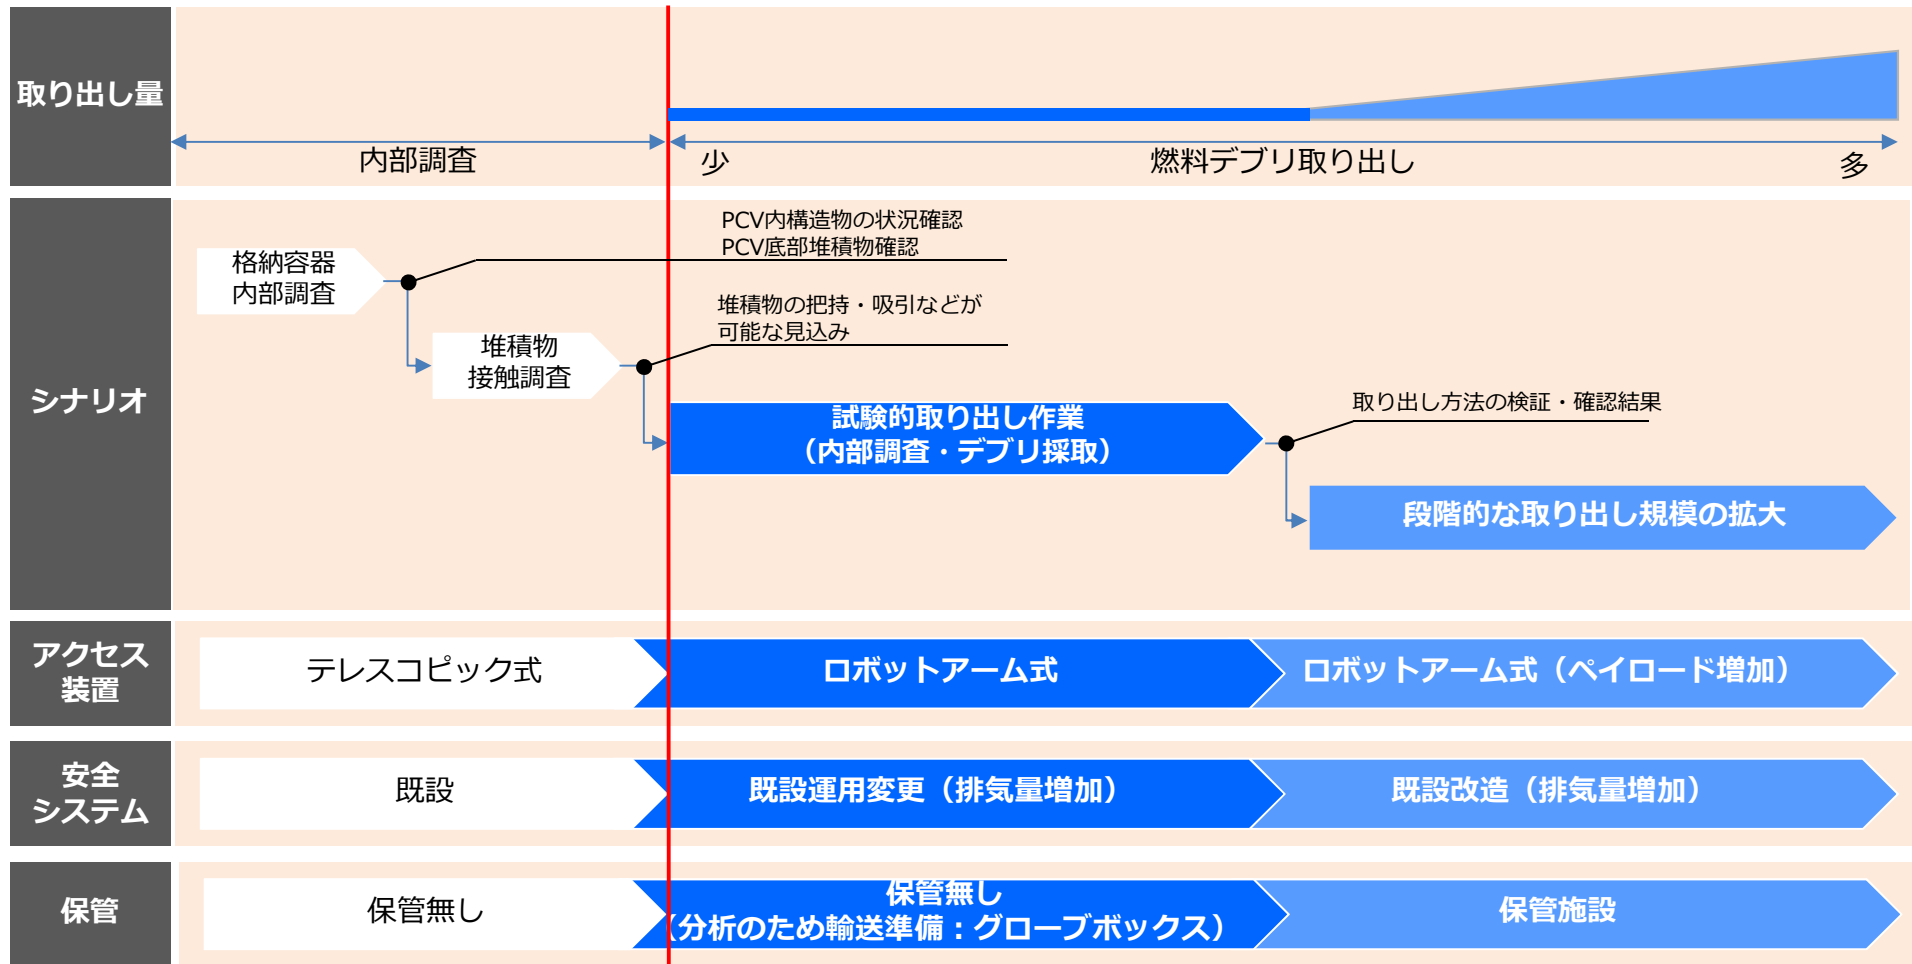 取り出し量
内部調査
少
燃料デブリ取り出し
多
シナリオ
格納容器
内部調査
PCV内構造物の状況確認
PCV底部堆積物確認
堆積物
接触調査
堆積物の把持・吸引などが
可能な見込み
試験的取り出し作業
（内部調査・デブリ採取）
取り出し方法の検証・確認結果
段階的な取り出し規模の拡大
アクセス
装置
テレスコピック式
ロボットアーム式
ロボットアーム式（ペイロード増加）
安全
システム
既設
既設運用変更（排気量増加）
既設改造（排気量増加）
保管
保管無し
保管無し
（分析のため輸送準備：グローブボックス）
保管施設